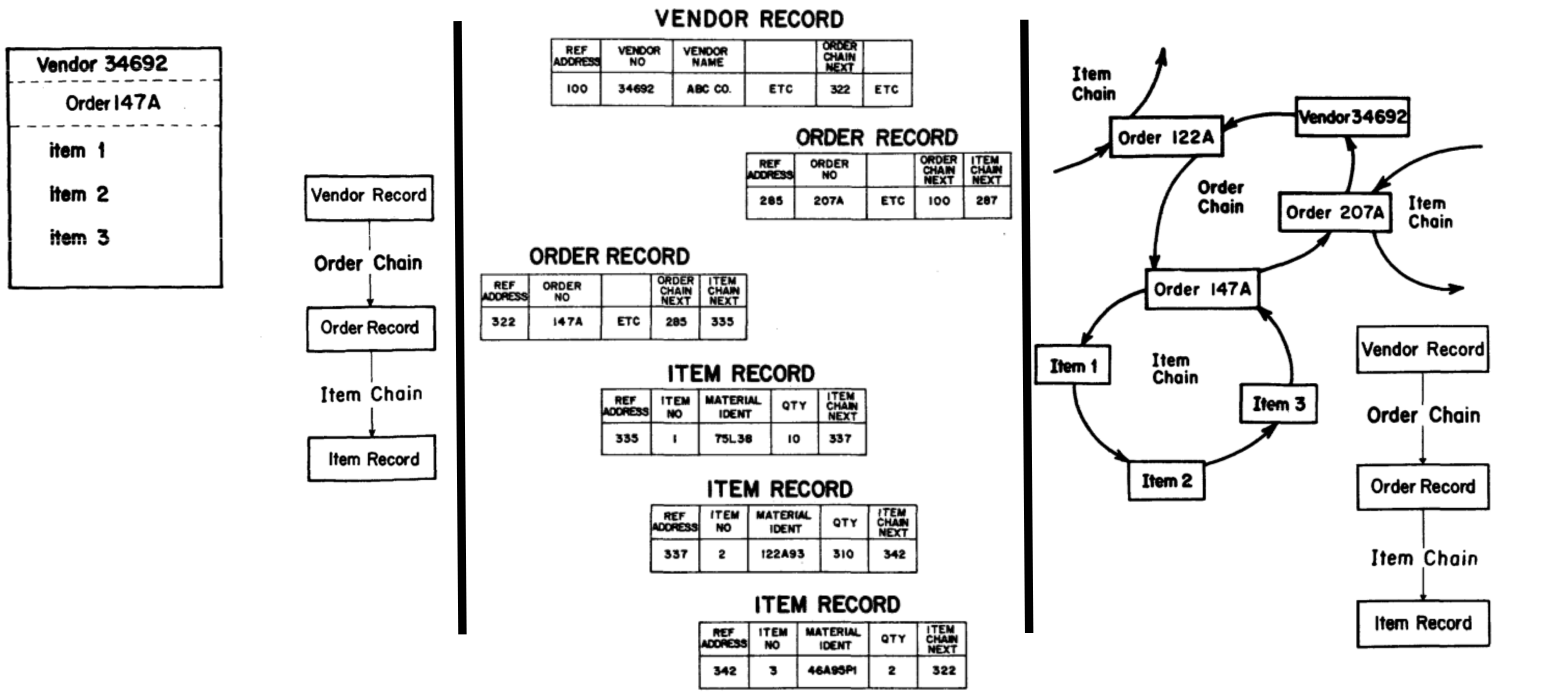 Vendor 34692
Order 147A
item 1
item 2
item 3
Vendor Record
Order Chain
Order Record
Item Chain
Item Record
VENDOR RECORD
REF ADDRESS VENDOR NO VENDOR NAME ORDER CHAIN NEXT
100 34692 ABC CO. ETC 322 ETC
ORDER RECORD
REF ADDRESS ORDER NO ORDER CHAIN NEXT ITEM CHAIN NEXT
285 207A ETC 100 287
ORDER RECORD
REF ADDRESS ORDER NO ORDER CHAIN NEXT ITEM CHAIN NEXT
322 147A ETC 285 335
ITEM RECORD
REF ADDRESS ITEM NO MATERIAL IDENT QTY ITEM CHAIN NEXT
335 1 75L38 10 337
ITEM RECORD
REF ADDRESS ITEM NO MATERIAL IDENT QTY ITEM CHAIN NEXT
337 2 122A93 310 342
ITEM RECORD
REF ADDRESS ITEM NO MATERIAL IDENT QTY ITEM CHAIN NEXT
342 3 46A95P1 2 322
Item
Chain
Order 122A
Vendor 34692
Order
Chain
Order 207A
Item
Chain
Order 147A
Item 1
Item
Chain
Item 3
Item 2
Vendor Record
Order Chain
Order Record
Item Chain
Item Record